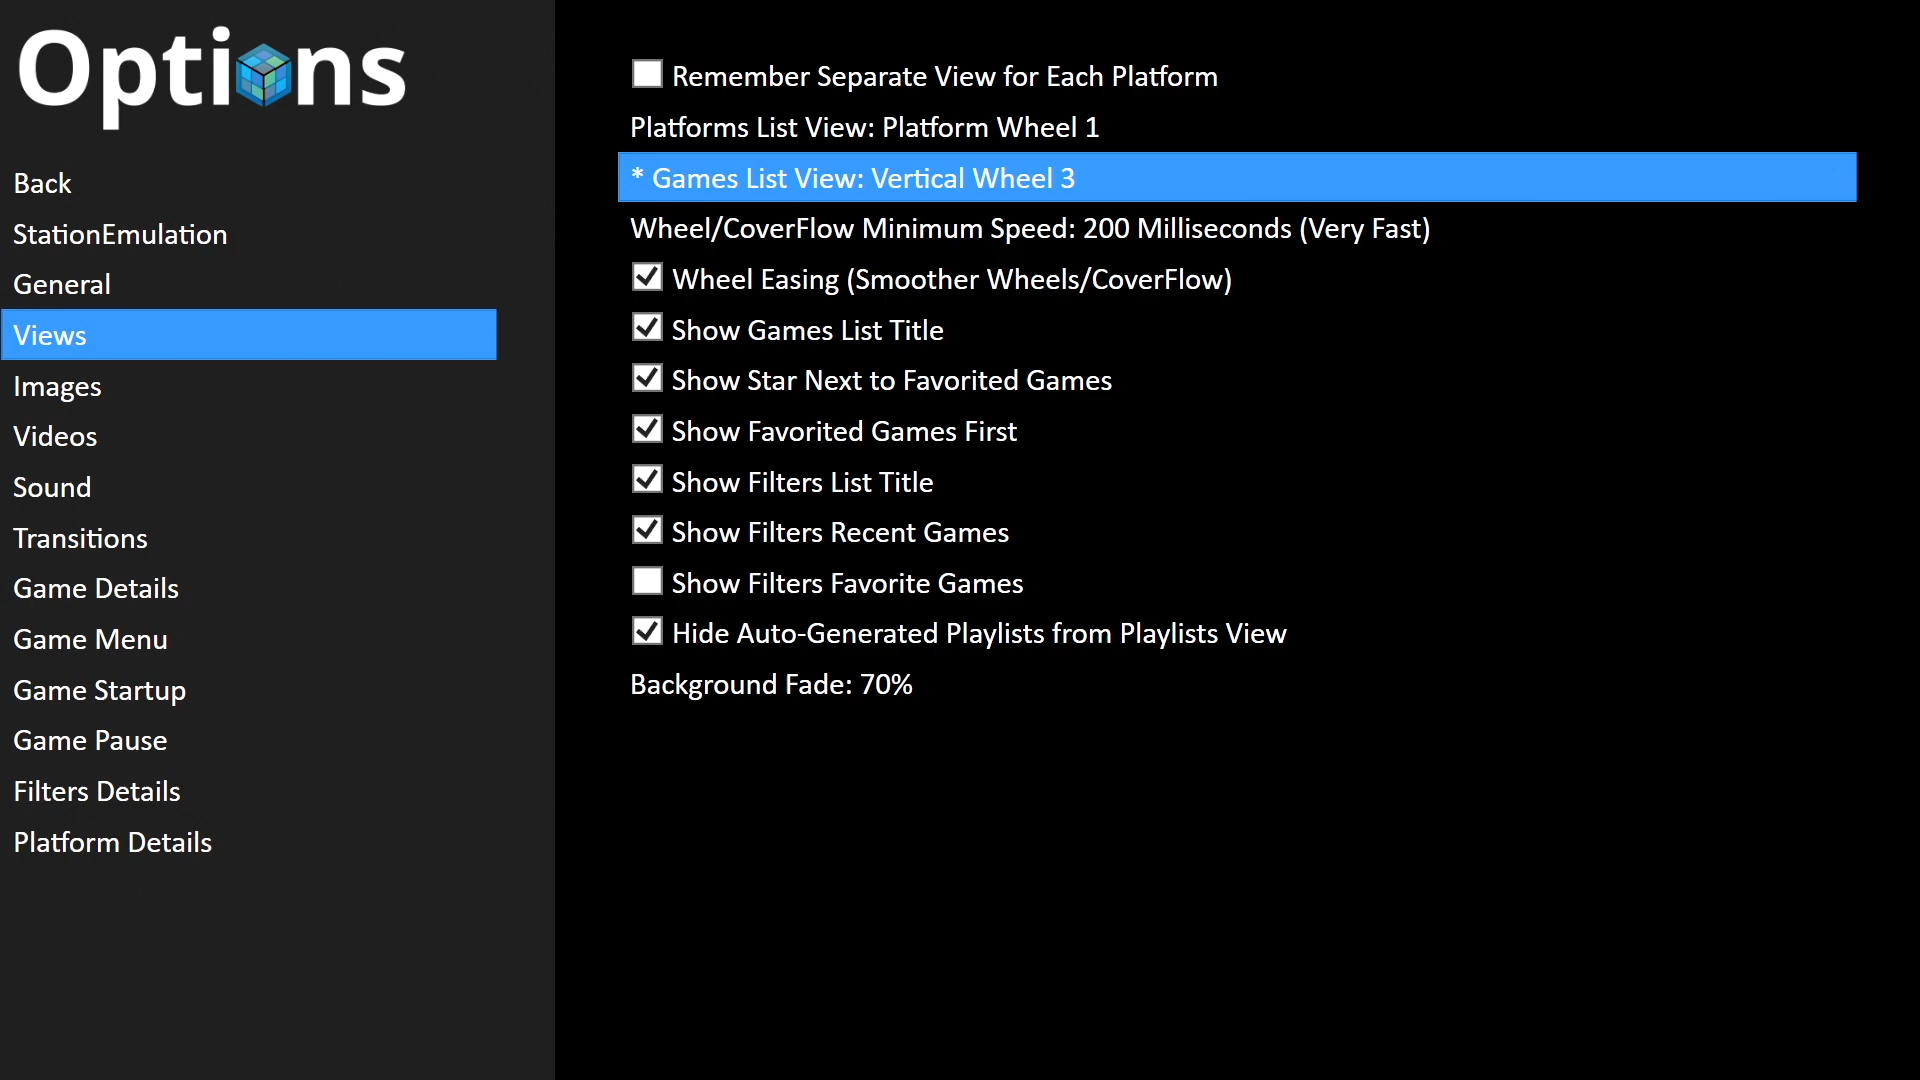 Options
Back
StationEmulation
General
Views
Images
Videos
Sound
Transitions
Game Details
Game Menu
Game Startup
Game Pause
Filters Details
Platform Details
Remember Separate View for Each Platform
Platforms List View: Platform Wheel 1
* Games List View: Vertical Wheel 3
Wheel/CoverFlow Minimum Speed: 200 Milliseconds (Very Fast)
Wheel Easing (Smoother Wheels/CoverFlow)
Show Games List Title
Show Star Next to Favorited Games
Show Favorited Games First
Show Filters List Title
Show Filters Recent Games
Show Filters Favorite Games
Hide Auto-Generated Playlists from Playlists View
Background Fade: 70%